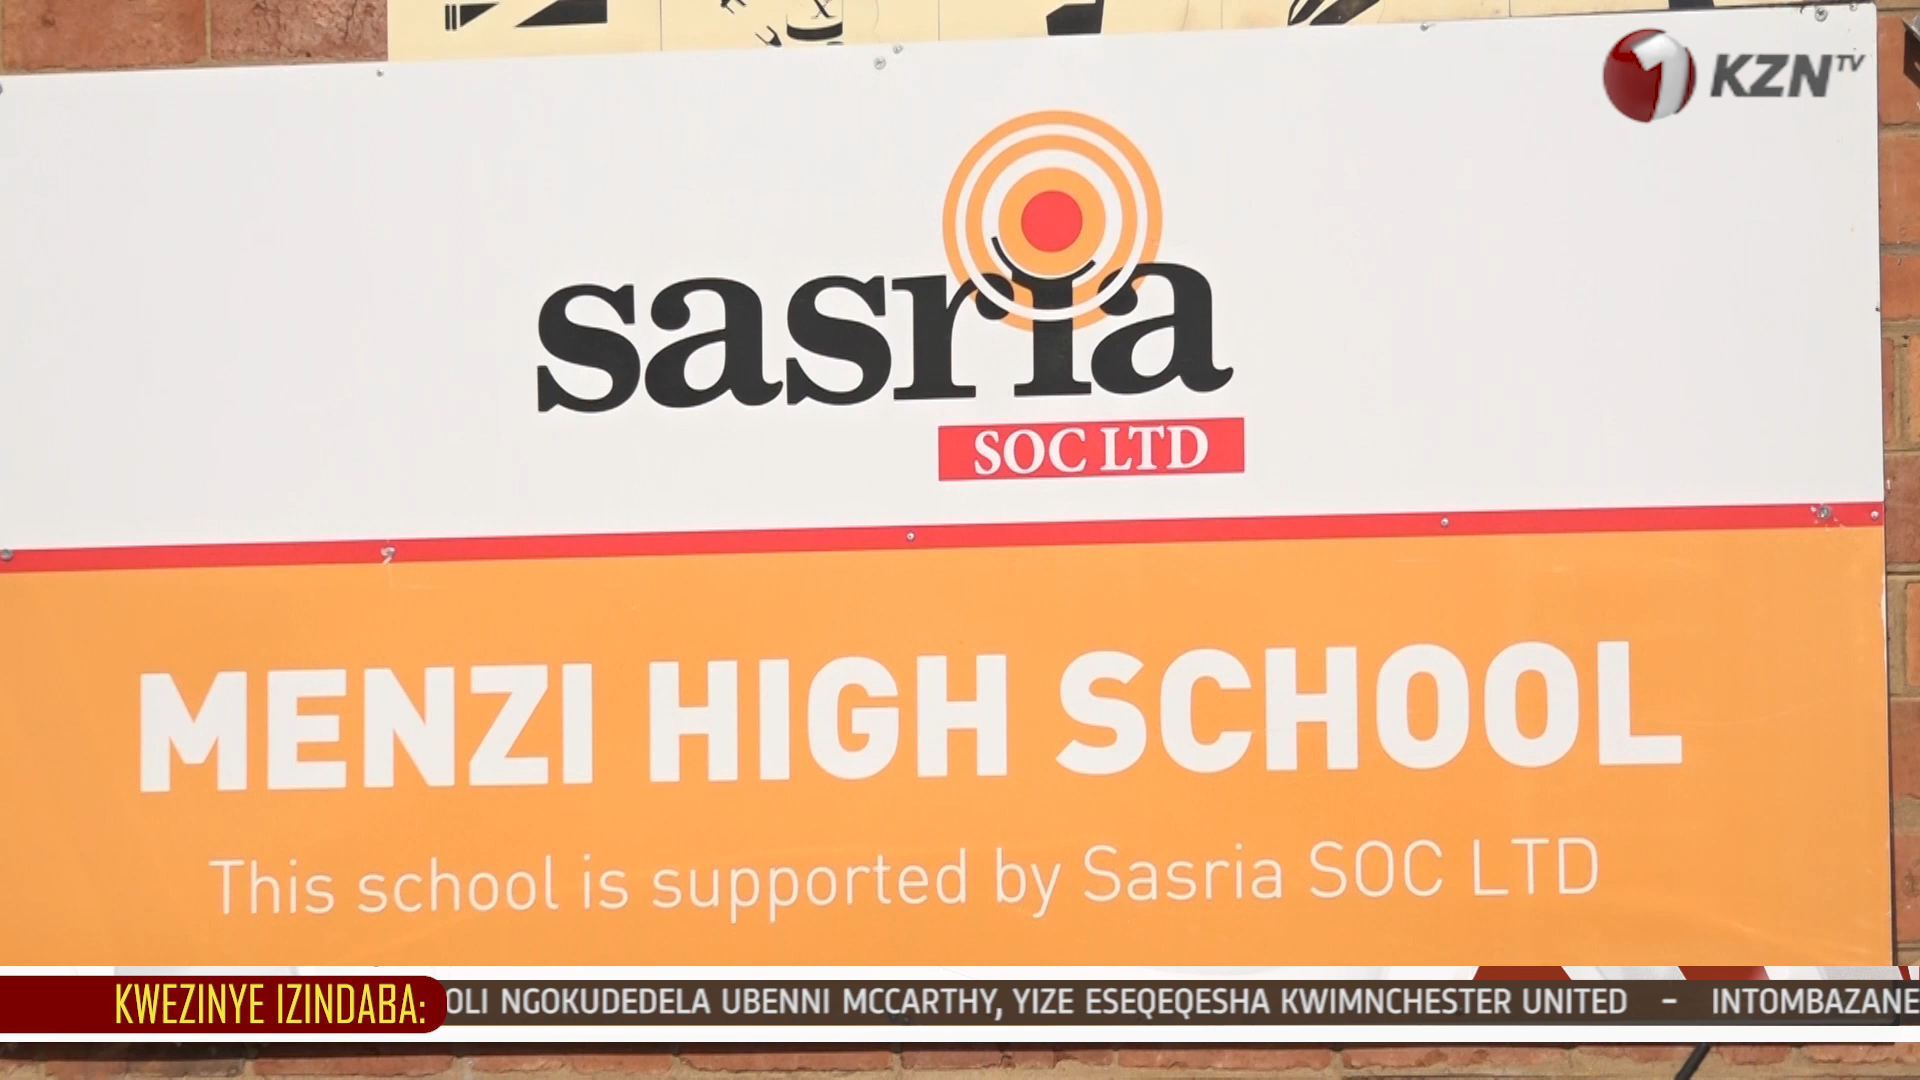 1 KZN TV
sasria
SOC LTD
MENZI HIGH SCHOOL
This school is supported by Sasria SOC LTD
KWEZINYE IZINDABA: OLI NGOKUDEDELA UBENNI MCCARTHY, YIZE ESEQEQESHA KWIMNCHESTER UNITED - INTOMBAZANE